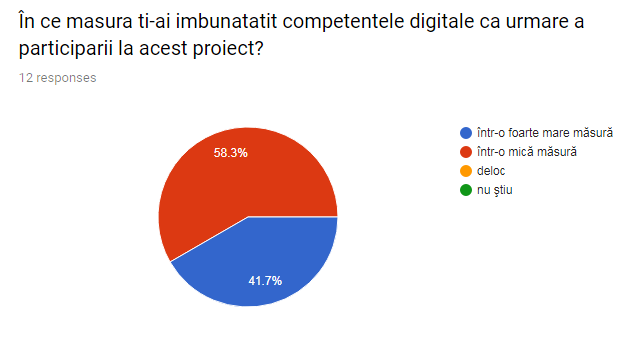 În ce masura ti-ai imbunatatit competentele digitale ca urmare a
participarii la acest proiect?
12 responses
58.3%
41.7%
într-o foarte mare măsură
într-o mică măsură
deloc
nu ştiu